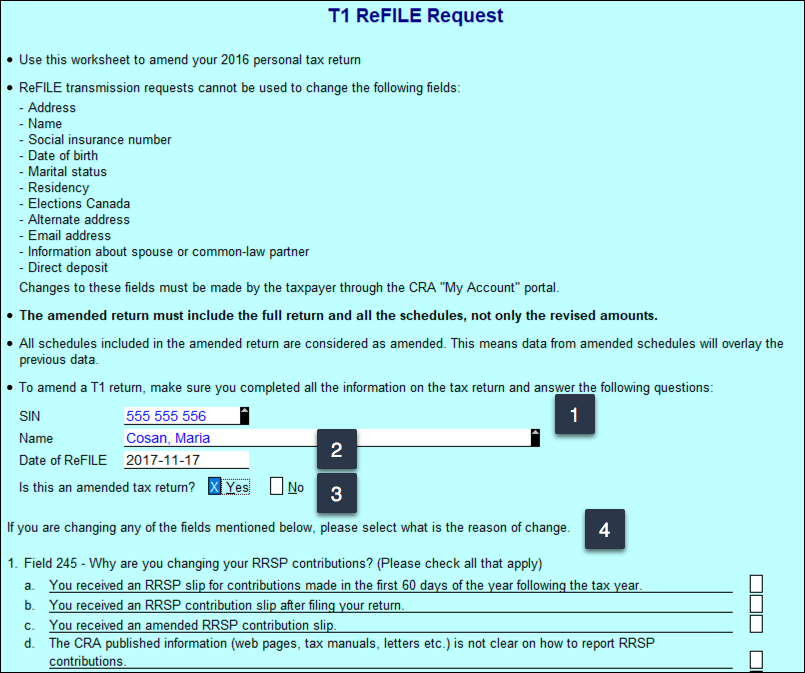 T1 ReFILE Request
• Use this worksheet to amend your 2016 personal tax return
• ReFILE transmission requests cannot be used to change the following fields:
- Address
- Name
- Social insurance number
- Date of birth
- Marital status
- Residency
- Elections Canada
- Alternate address
- Email address
- Information about spouse or common-law partner
- Direct deposit
Changes to these fields must be made by the taxpayer through the CRA "My Account" portal.
• The amended return must include the full return and all the schedules, not only the revised amounts.
• All schedules included in the amended return are considered as amended. This means data from amended schedules will overlay the
previous data.
• To amend a T1 return, make sure you completed all the information on the tax return and answer the following questions:
SIN 555 555 556 1
Name Cosan, Maria
Date of ReFILE 2017-11-17 2
Is this an amended tax return? X Yes No 3
If you are changing any of the fields mentioned below, please select what is the reason of change. 4
1. Field 245 - Why are you changing your RRSP contributions? (Please check all that apply)
a. You received an RRSP slip for contributions made in the first 60 days of the year following the tax year.
b. You received an RRSP contribution slip after filing your return.
c. You received an amended RRSP contribution slip.
d. The CRA published information (web pages, tax manuals, letters etc.) is not clear on how to report RRSP
contributions.